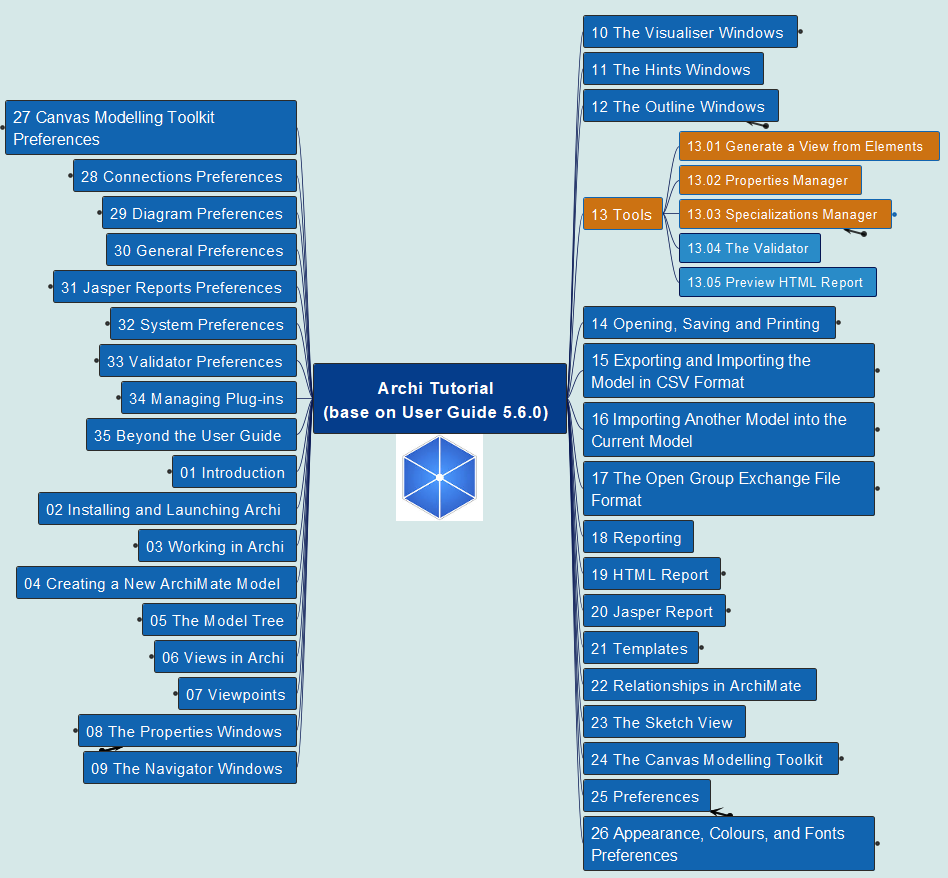 Archi Tutorial
(base on User Guide 5.6.0)
27 Canvas Modelling Toolkit
Preferences
28 Connections Preferences
29 Diagram Preferences
30 General Preferences
31 Jasper Reports Preferences
32 System Preferences
33 Validator Preferences
34 Managing Plug-ins
35 Beyond the User Guide
01 Introduction
02 Installing and Launching Archi
03 Working in Archi
04 Creating a New ArchiMate Model
05 The Model Tree
06 Views in Archi
07 Viewpoints
08 The Properties Windows
09 The Navigator Windows
10 The Visualiser Windows
11 The Hints Windows
12 The Outline Windows
13 Tools
13.01 Generate a View from Elements
13.02 Properties Manager
13.03 Specializations Manager
13.04 The Validator
13.05 Preview HTML Report
14 Opening, Saving and Printing
15 Exporting and Importing the
Model in CSV Format
16 Importing Another Model into the
Current Model
17 The Open Group Exchange File
Format
18 Reporting
19 HTML Report
20 Jasper Report
21 Templates
22 Relationships in ArchiMate
23 The Sketch View
24 The Canvas Modelling Toolkit
25 Preferences
26 Appearance, Colours, and Fonts
Preferences